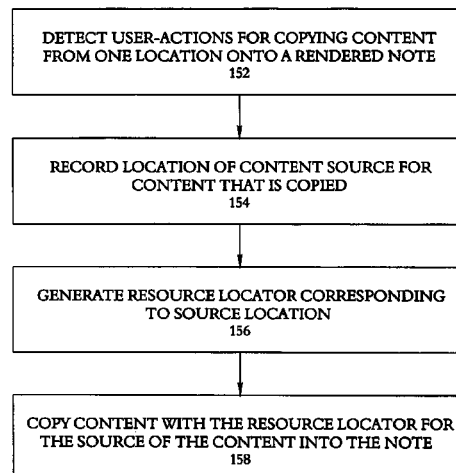 DETECT USER-ACTIONS FOR COPYING CONTENT
FROM ONE LOCATION ONTO A RENDERED NOTE
152
RECORD LOCATION OF CONTENT SOURCE FOR
CONTENT THAT IS COPIED
154
GENERATE RESOURCE LOCATOR CORRESPONDING
TO SOURCE LOCATION
156
COPY CONTENT WITH THE RESOURCE LOCATOR FOR
THE SOURCE OF THE CONTENT INTO THE NOTE
158